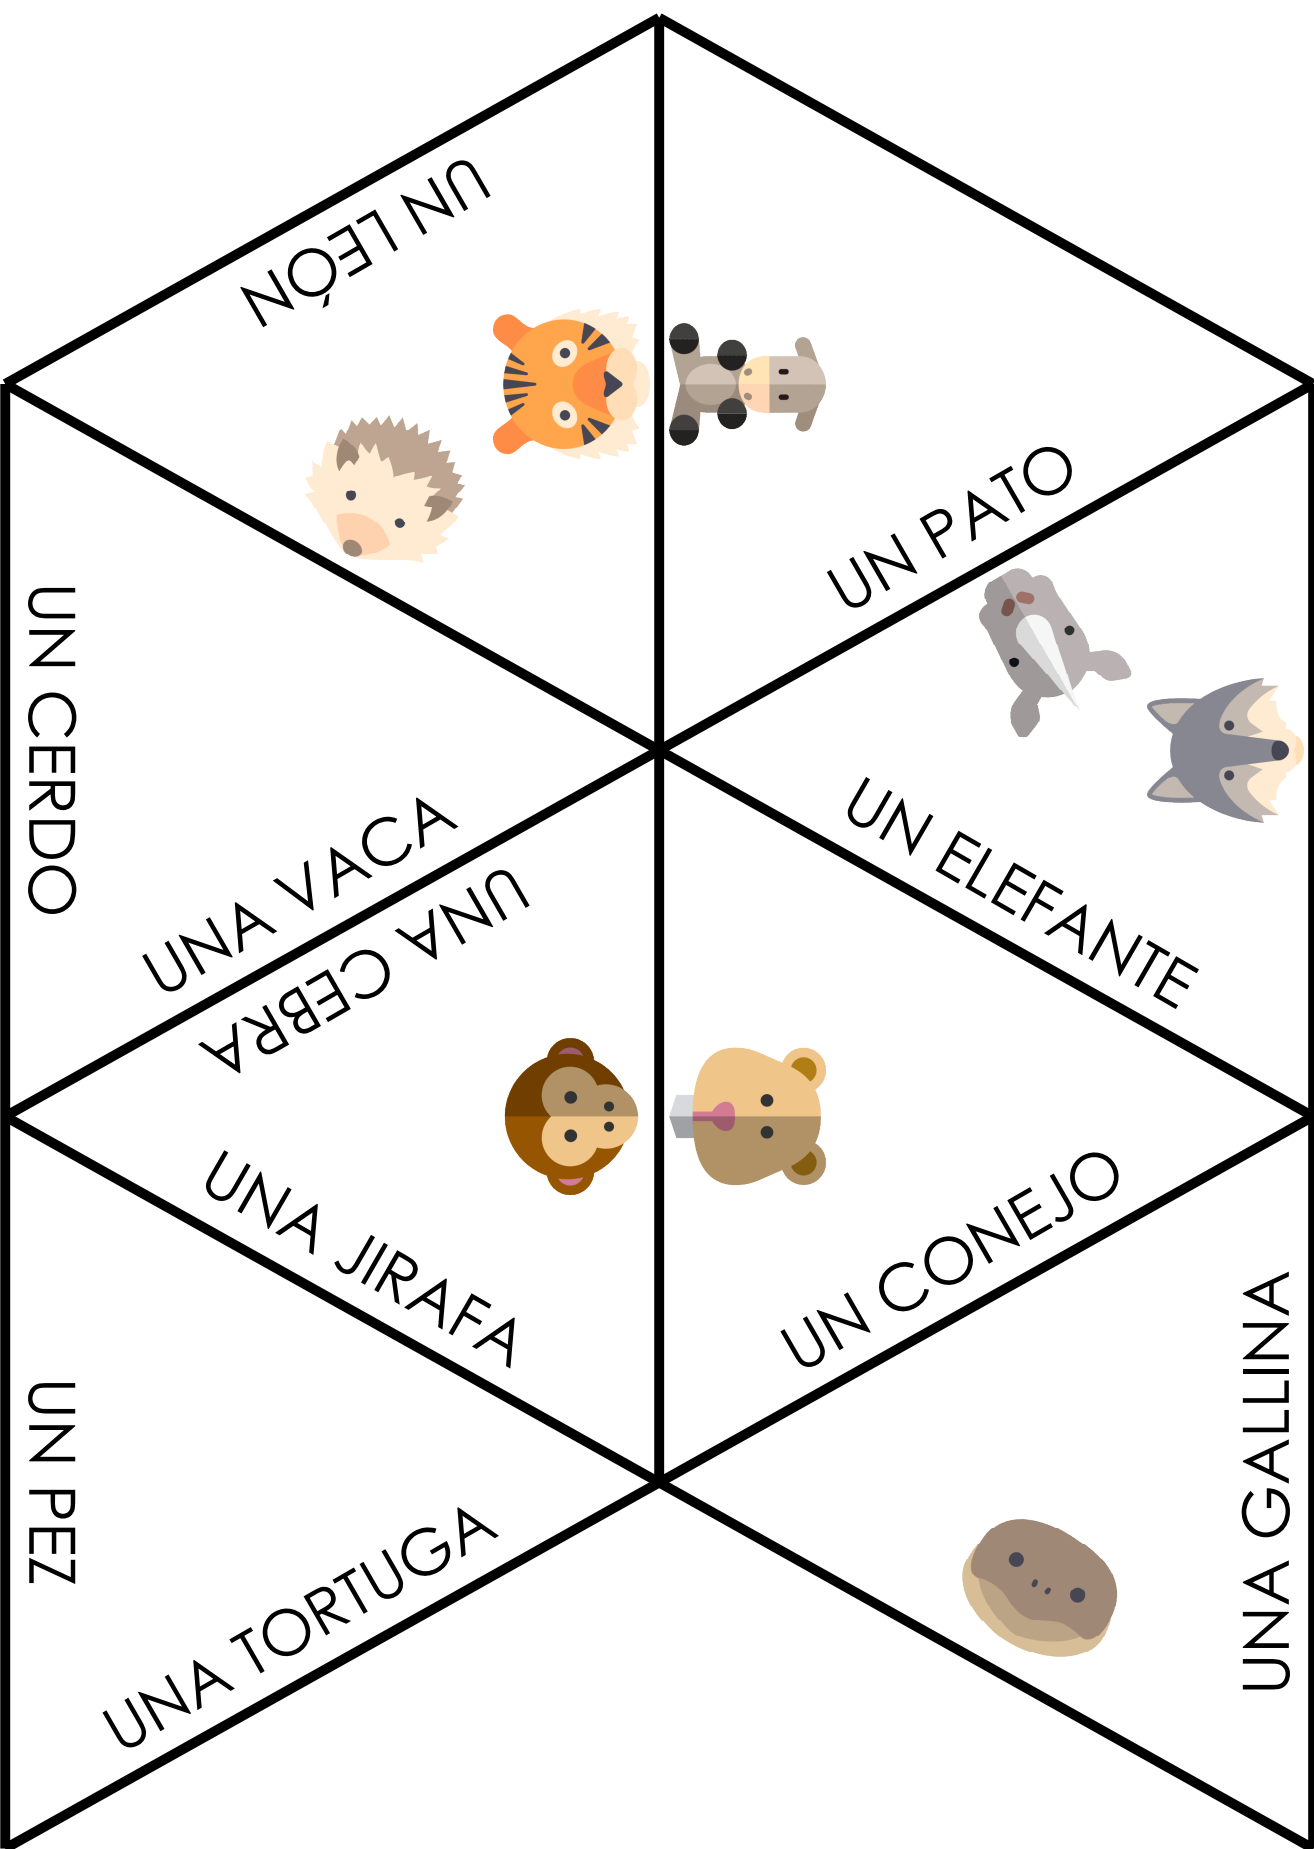 UN LEÓN
UN PATO
UN CERDO
UNA VACA
UN ELEFANTE
UNA CEBRA
UNA JIRAFA
UN CONEJO
UNA GALLINA
UN PEZ
UNA TORTUGA